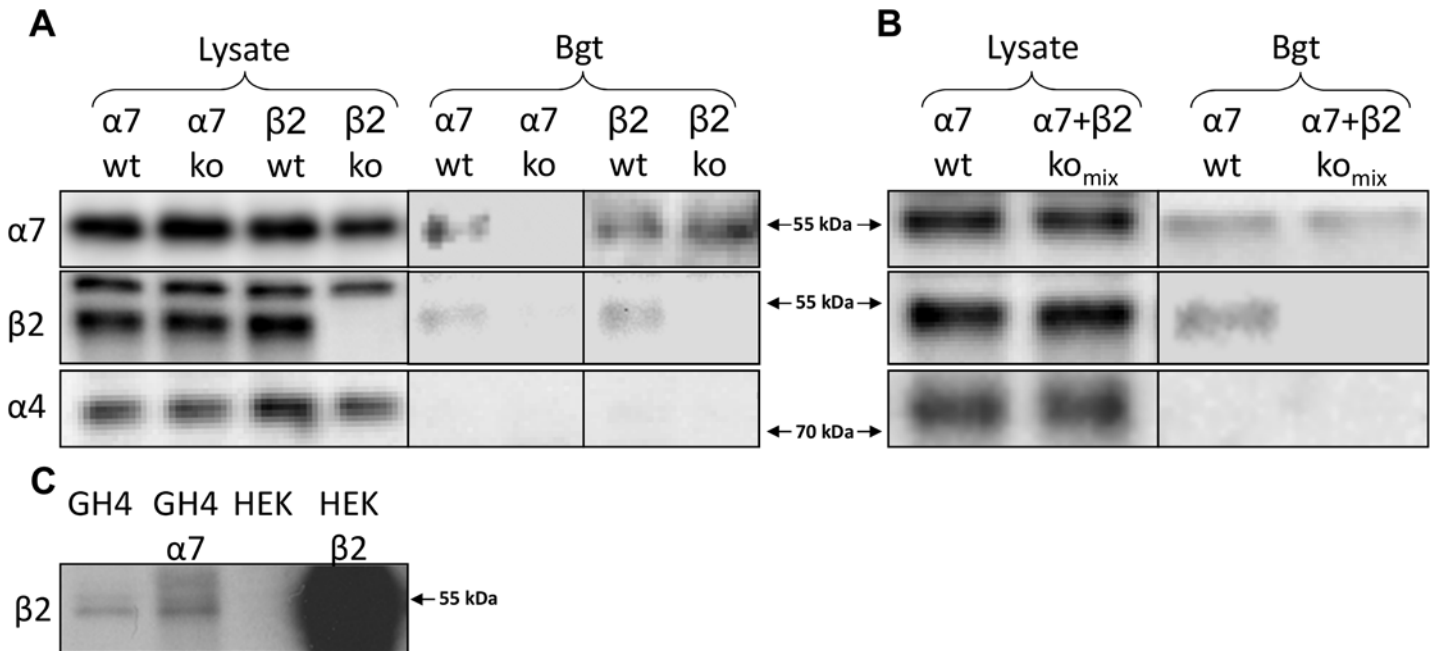 A
B
Lysate
Bgt
Lysate
Bgt
α7 α7 β2 β2 α7 α7 β2 β2
wt ko wt ko wt ko wt ko
α7 α7+β2 α7 α7+β2
wt komix wt komix
α7
55 kDa
β2
55 kDa
α4
70 kDa
C
GH4 GH4 HEK HEK
α7 β2
β2
55 kDa